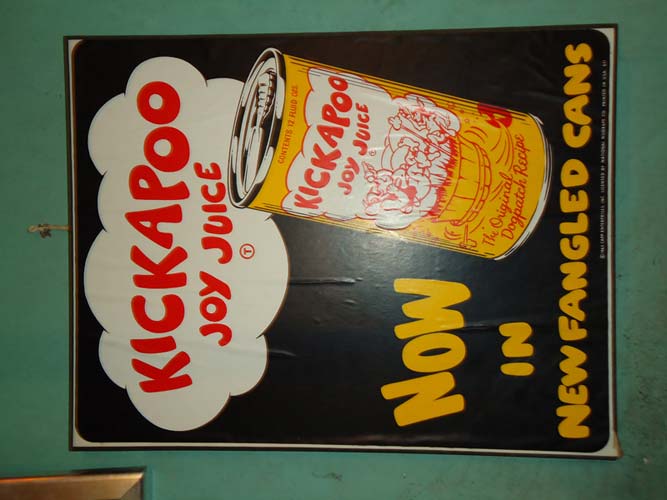 KICKAPOO
JOY JUICE
CONTENTS 12 FLUID OZS.
KICKAPOO
JOY JUICE
The Original
Dogpatch Recipe
NOW
IN
NEW FANGLED CANS